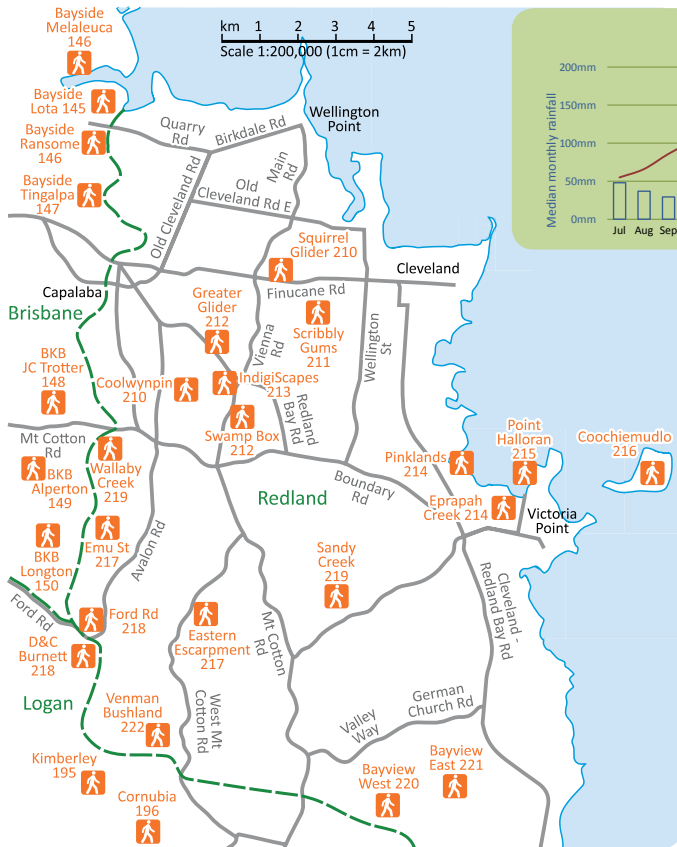 Bayside
Melaleuca
146
km 1 2 3 4 5
Scale 1:200,000 (1cm = 2km)
Bayside
Lota 145
Bayside
Ransome
146
Bayside
Tingalpa
147
Quarry
Rd
Birkdale Rd
Wellington
Point
Main
Rd
Old
Cleveland Rd E
Old Cleveland Rd
Squirrel
Glider 210
Cleveland
Capalaba
Brisbane
Finucane Rd
Greater
Glider
212
Scribbly
Gums
211
Vienna
Rd
Wellington
St
BKB
JC Trotter
148
Coolwynpin
210
IndigiScapes
213
Redland
Bay Rd
Swamp Box
212
Mt Cotton
Rd
BKB
Alperton
149
Wallaby
Creek
219
Pinklands
214
Point
Halloran
215
Coochiemudlo
216
Boundary
Rd
Redland
Eprapah
Creek 214
Victoria
Point
BKB
Longton
150
Emu St
217
Avalon Rd
Sandy
Creek
219
Cleveland -
Redland Bay Rd
Ford Rd
Ford Rd
218
D&C
Burnett
218
Eastern
Escarpment
217
Mt Cotton
Rd
Logan
Venman
Bushland
222
West Mt
Cotton Rd
German
Church Rd
Valley
Way
Kimberley
195
Cornubia
196
Bayview
West 220
Bayview
East 221
Median monthly rainfall
200mm
150mm
100mm
50mm
0mm
Jul Aug Sep